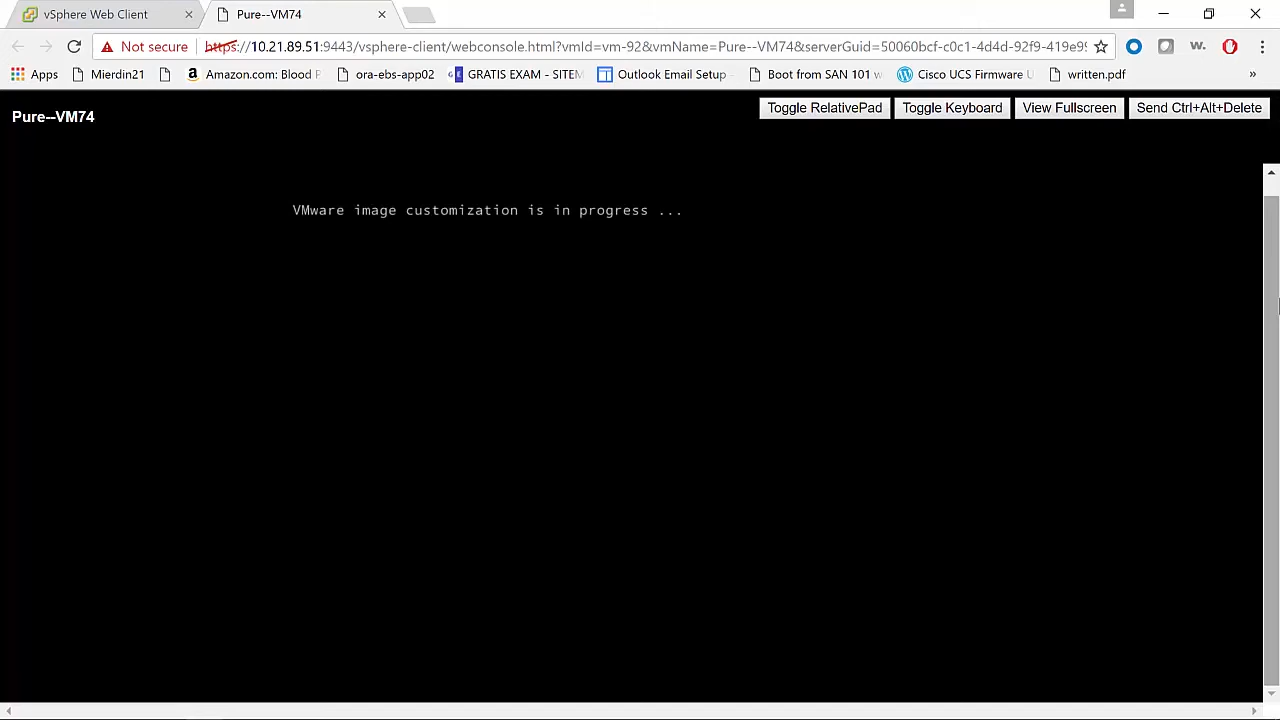 vSphere Web Client
Pure--VM74
Not secure
https://10.21.89.51:9443/vsphere-client/webconsole.html?vmId=vm-92&vmName=Pure--VM74&serverGuid=50060bcf-c0c1-4d4d-92f9-419e9
Apps
Mierdin21
Amazon.com: Blood
ora-ebs-app02
GRATIS EXAM - SITEM
Outlook Email Setup -
Boot from SAN 101 w
Cisco UCS Firmware U
written.pdf
»
Pure--VM74
Toggle RelativePad
Toggle Keyboard
View Fullscreen
Send Ctrl+Alt+Delete
VMware image customization is in progress ...